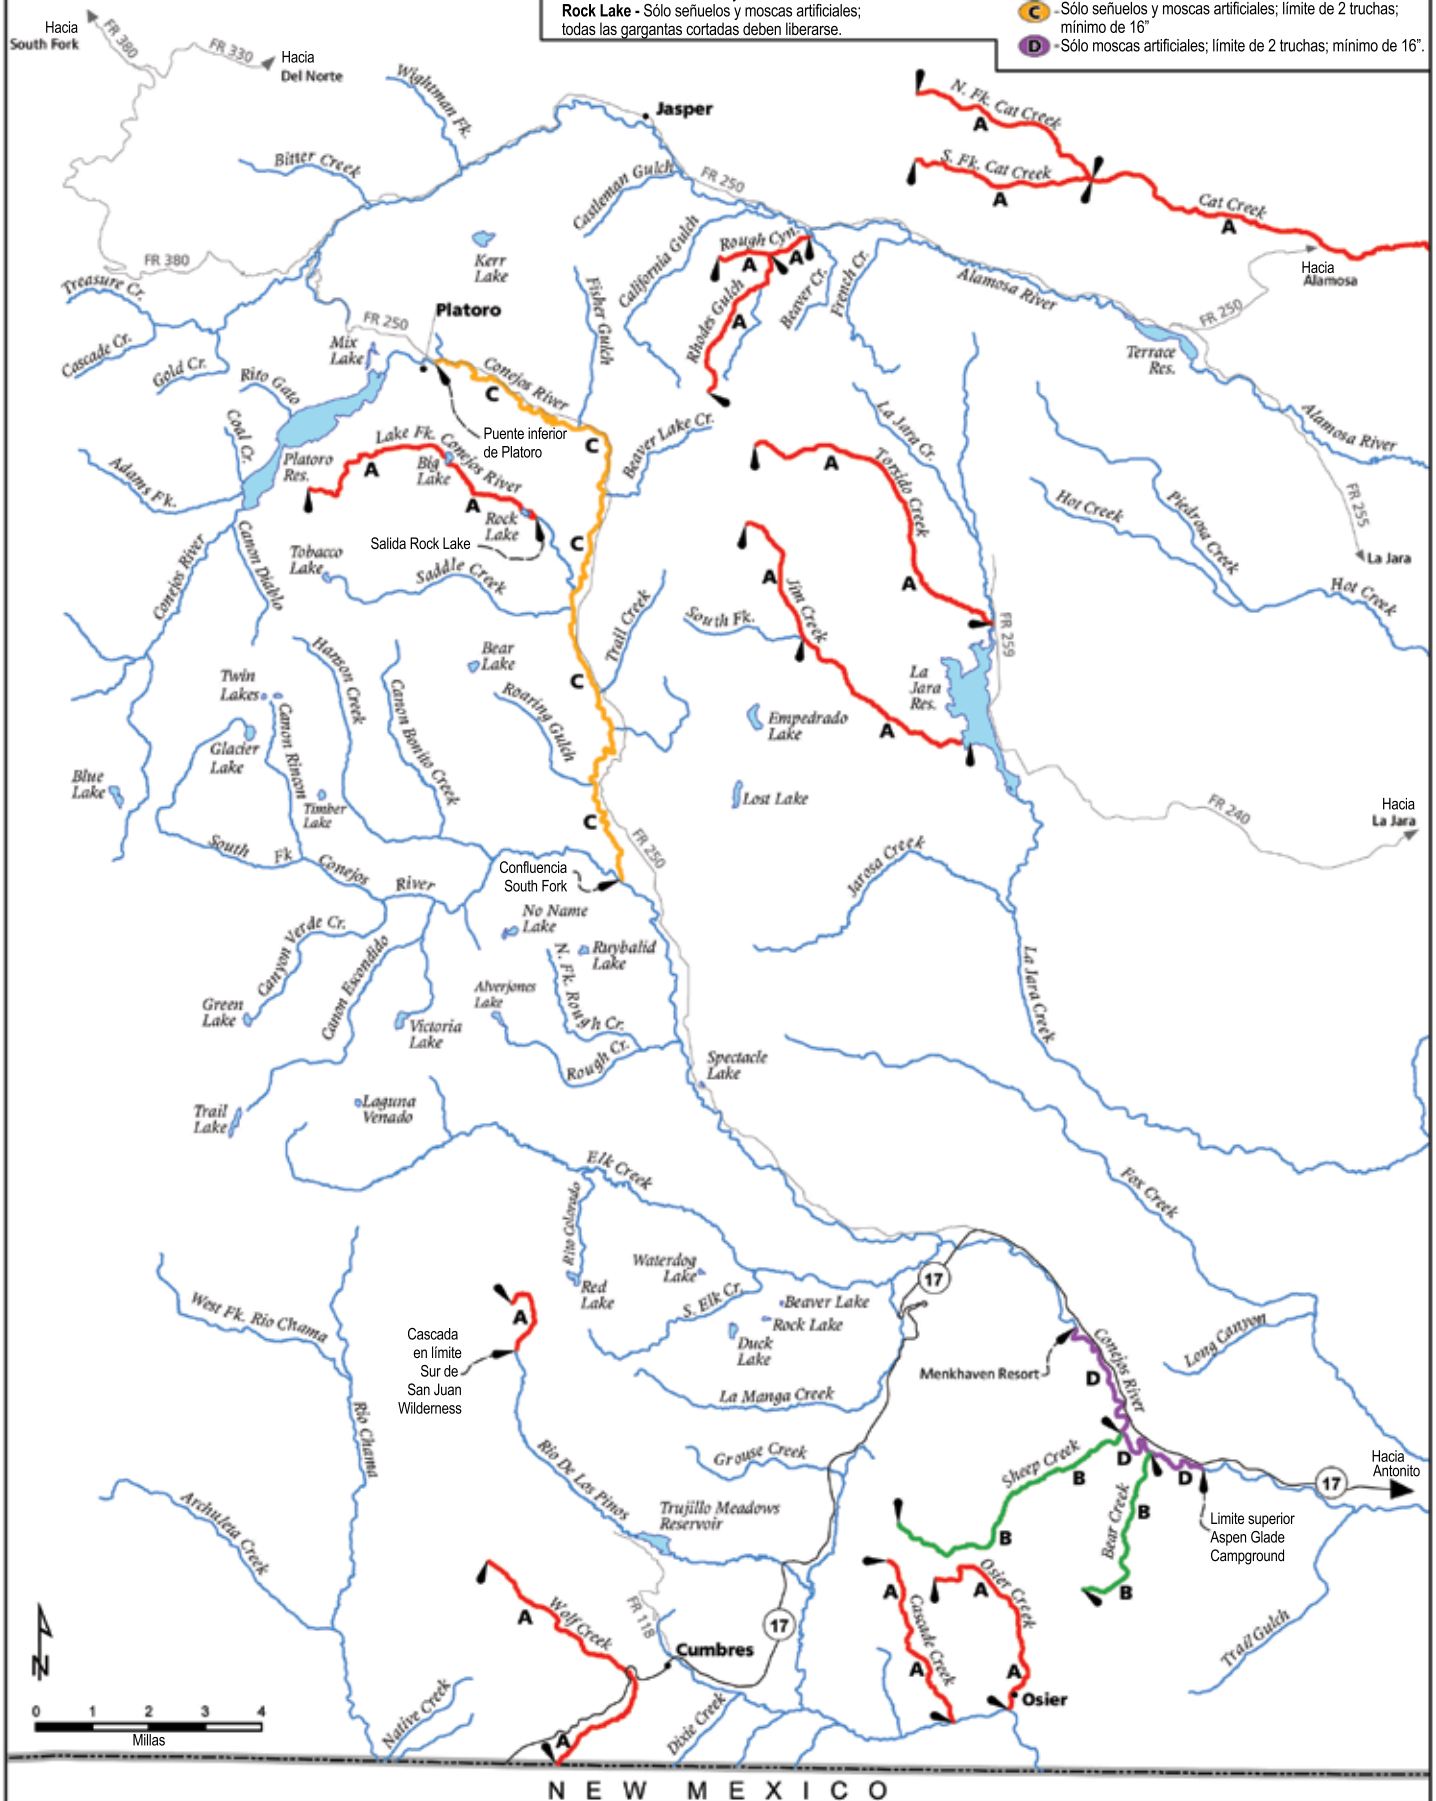 Rock Lake - Sólo señuelos y moscas artificiales;
todas las gargantas cortadas deben liberarse.
C -Sólo señuelos y moscas artificiales; límite de 2 truchas;
mínimo de 16”
D -Sólo moscas artificiales; límite de 2 truchas; mínimo de 16”.
Hacia
South Fork
FR 380
FR 330
Hacia
Del Norte
Wightman Fk.
Jasper
Bitter Creek
Castleman Gulch
FR 250
N. Fk. Cat Creek
A
S. Fk. Cat Creek
A
Cat Creek
A
FR 380
Treasure Cr.
Cascade Cr.
Gold Cr.
Kerr
Lake
Platoro
FR 250
Mix
Lake
Fisher Gulch
California Gulch
Rough Cyn.
A
A
Rhodes Gulch
A
Beaver Cr.
French Cr.
Alamosa River
Hacia
Alamosa
FR 250
Terrace
Res.
Alamosa River
Rito Gato
Coal Cr.
Conejos River
C
Puente inferior
de Platoro
C
Beaver Lake Cr.
La Jara Cr.
Lake Fk. Conejos River
A
Big
Lake
Platoro
Res.
A
Rock
Lake
Salida Rock Lake
Adams Fk.
Conejos River
Canon Diablo
Tobacco
Lake
Saddle Creek
C
A
Torsido Creek
A
Hot Creek
Piedrosa Creek
FR 255
La Jara
Hot Creek
A
Jim Creek
South Fk.
A
FR 259
La
Jara
Res.
Trail Creek
Hanson Creek
Bear
Lake
C
Twin
Lakes
Canon Rincon
Canon Bonito Creek
Roaring Gulch
Glacier
Lake
Empedrado
Lake
Blue
Lake
Timber
Lake
Lost Lake
C
FR 250
FR 240
Hacia
La Jara
South Fk Conejos River
Confluencia
South Fork
Jarosa Creek
No Name
Lake
Ruybalid
Lake
Canyon Verde Cr.
Canon Escondido
N. Fk. Rough Cr.
Alverjones
Lake
Green
Lake
Victoria
Lake
Rough Cr.
La Jara Creek
Spectacle
Lake
Trail
Lake
Laguna
Venado
Elk Creek
Rito Colorado
Fox Creek
Waterdog
Lake
Red
Lake
S. Elk Cr.
Beaver Lake
Rock Lake
Duck
Lake
17
West Fk. Rio Chama
A
Cascada
en límite
Sur de
San Juan
Wilderness
Menkhaven Resort
Conejos River
D
Long Canyon
La Manga Creek
Rio Chama
Rio De Los Pinos
Grouse Creek
Sheep Creek
B
D
D
Hacia
Antonito
17
Archuleta Creek
Trujillo Meadows
Reservoir
B
Bear Creek
B
Limite superior
Aspen Glade
Campground
B
A
Wolf Creek
FR 118
17
A
Cascade Creek
A
A
Osier Creek
A
Trail Gulch
Cumbres
Osier
N
0 1 2 3 4
Millas
Native Creek
A
Dixie Creek
NEW MEXICO